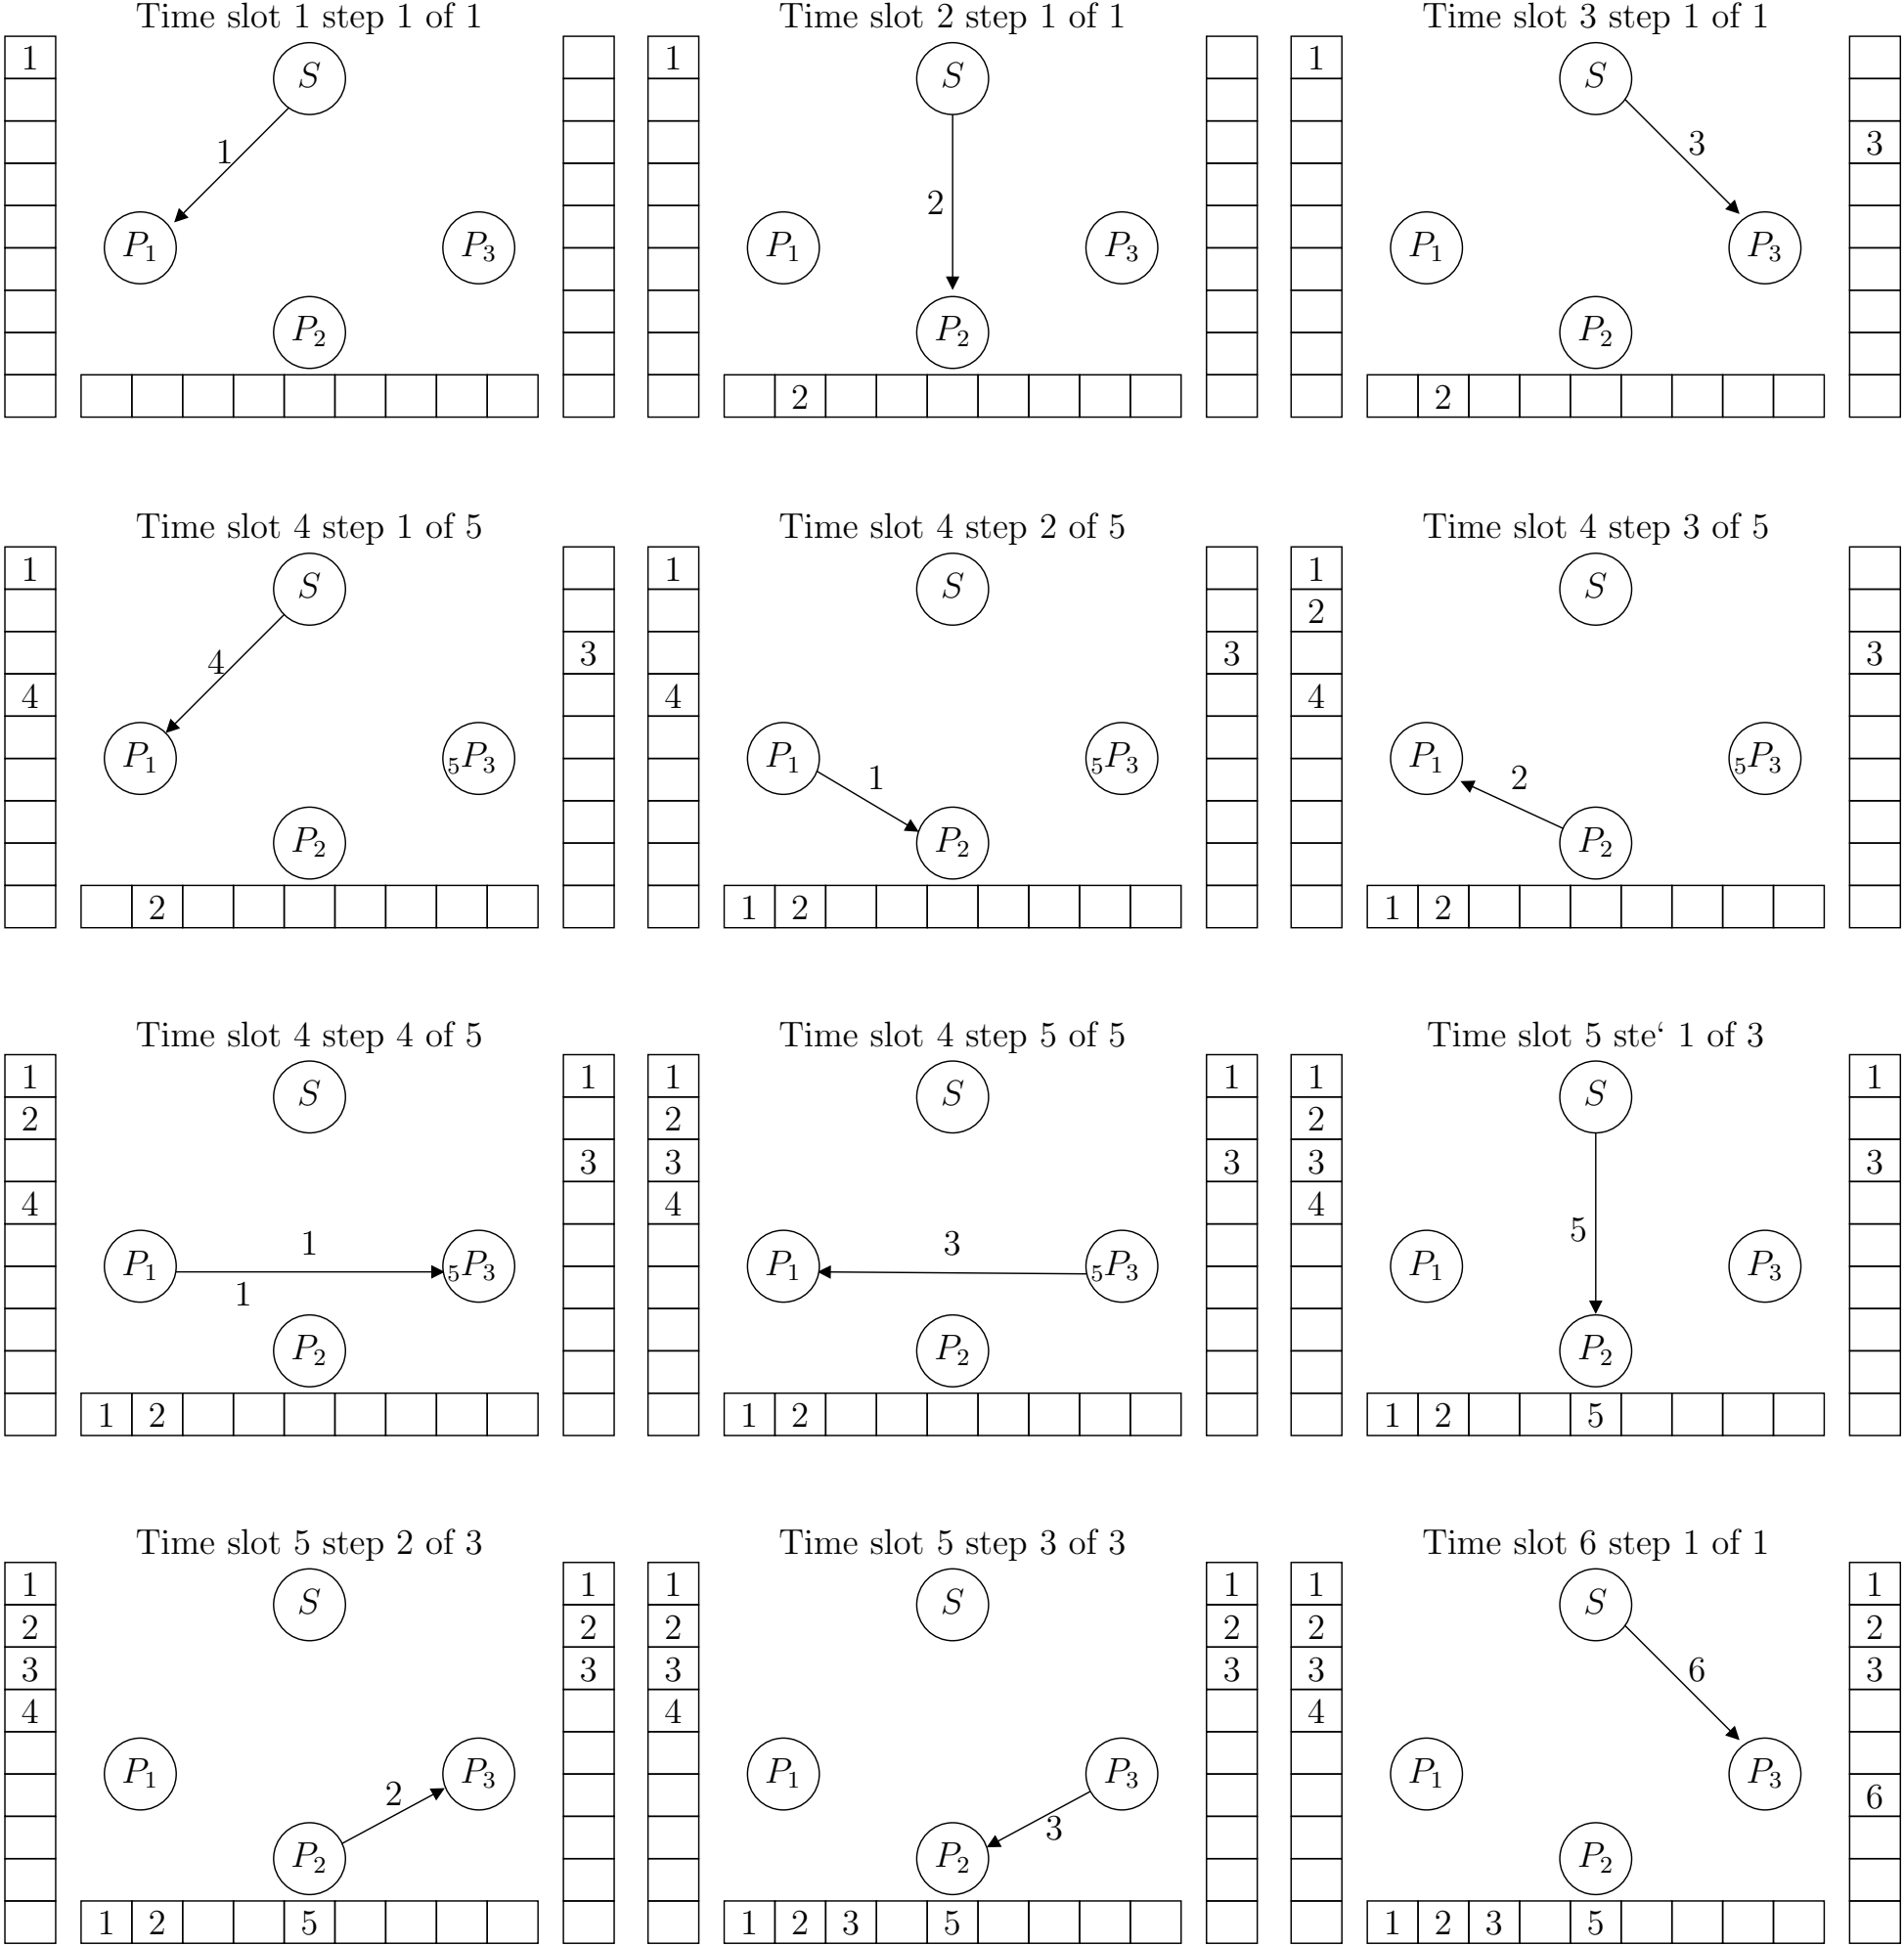 Time slot 1 step 1 of 1
1
S
1
P1
P3
P2
Time slot 2 step 1 of 1
1
S
2
P1
P3
P2
2
Time slot 3 step 1 of 1
1
S
3
3
P1
P3
P2
2
Time slot 4 step 1 of 5
1
S
3
4
4
P1
5P3
P2
2
Time slot 4 step 2 of 5
1
S
3
4
P1
1
5P3
P2
1 2
Time slot 4 step 3 of 5
1
S
2
3
4
P1
2
5P3
P2
1 2
Time slot 4 step 4 of 5
1
S
1
2
3
4
1
P1
5P3
1
P2
1 2
Time slot 4 step 5 of 5
1
S
1
2
3
3
4
3
P1
5P3
P2
1 2
Time slot 5 ste‘ 1 of 3
1
S
1
2
3
3
4
5
P1
P3
P2
1 2 5
Time slot 5 step 2 of 3
1
S
1
2
2
3
3
4
P1
P3
2
P2
1 2 5
Time slot 5 step 3 of 3
1
S
1
2
2
3
3
4
P1
P3
3
P2
1 2 3 5
Time slot 6 step 1 of 1
1
S
1
2
2
3
6
3
4
P1
P3
6
P2
1 2 3 5